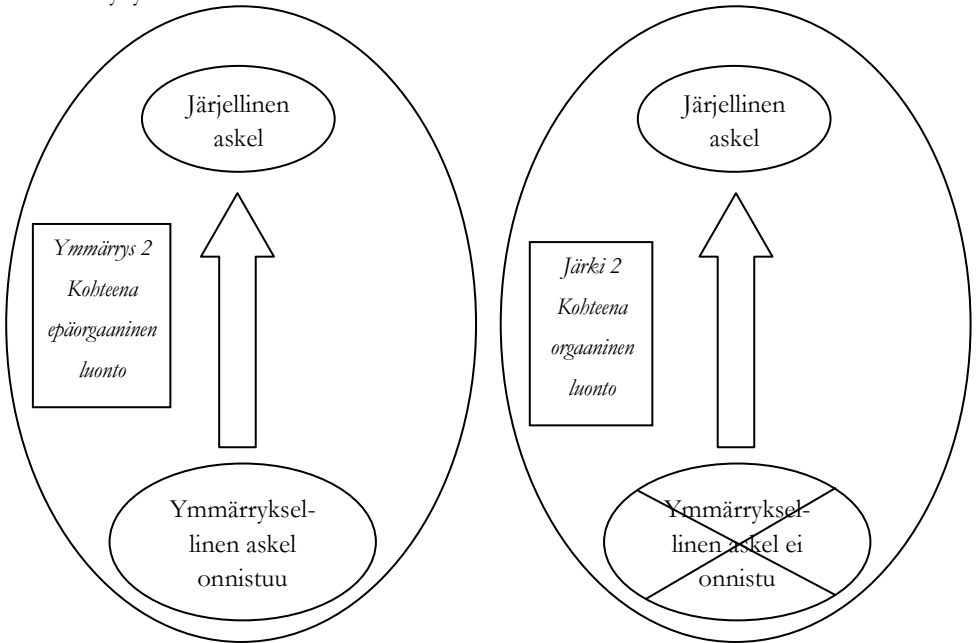 Järjellinen
askel
Ymmärrys 2
Kohteena
epäorgaaninen
luonto
Ymmärryksel-
linen askel
onnistuu
Järjellinen
askel
Järki 2
Kohteena
orgaaninen
luonto
Ymmärryksel-
linen askel ei
onnistu